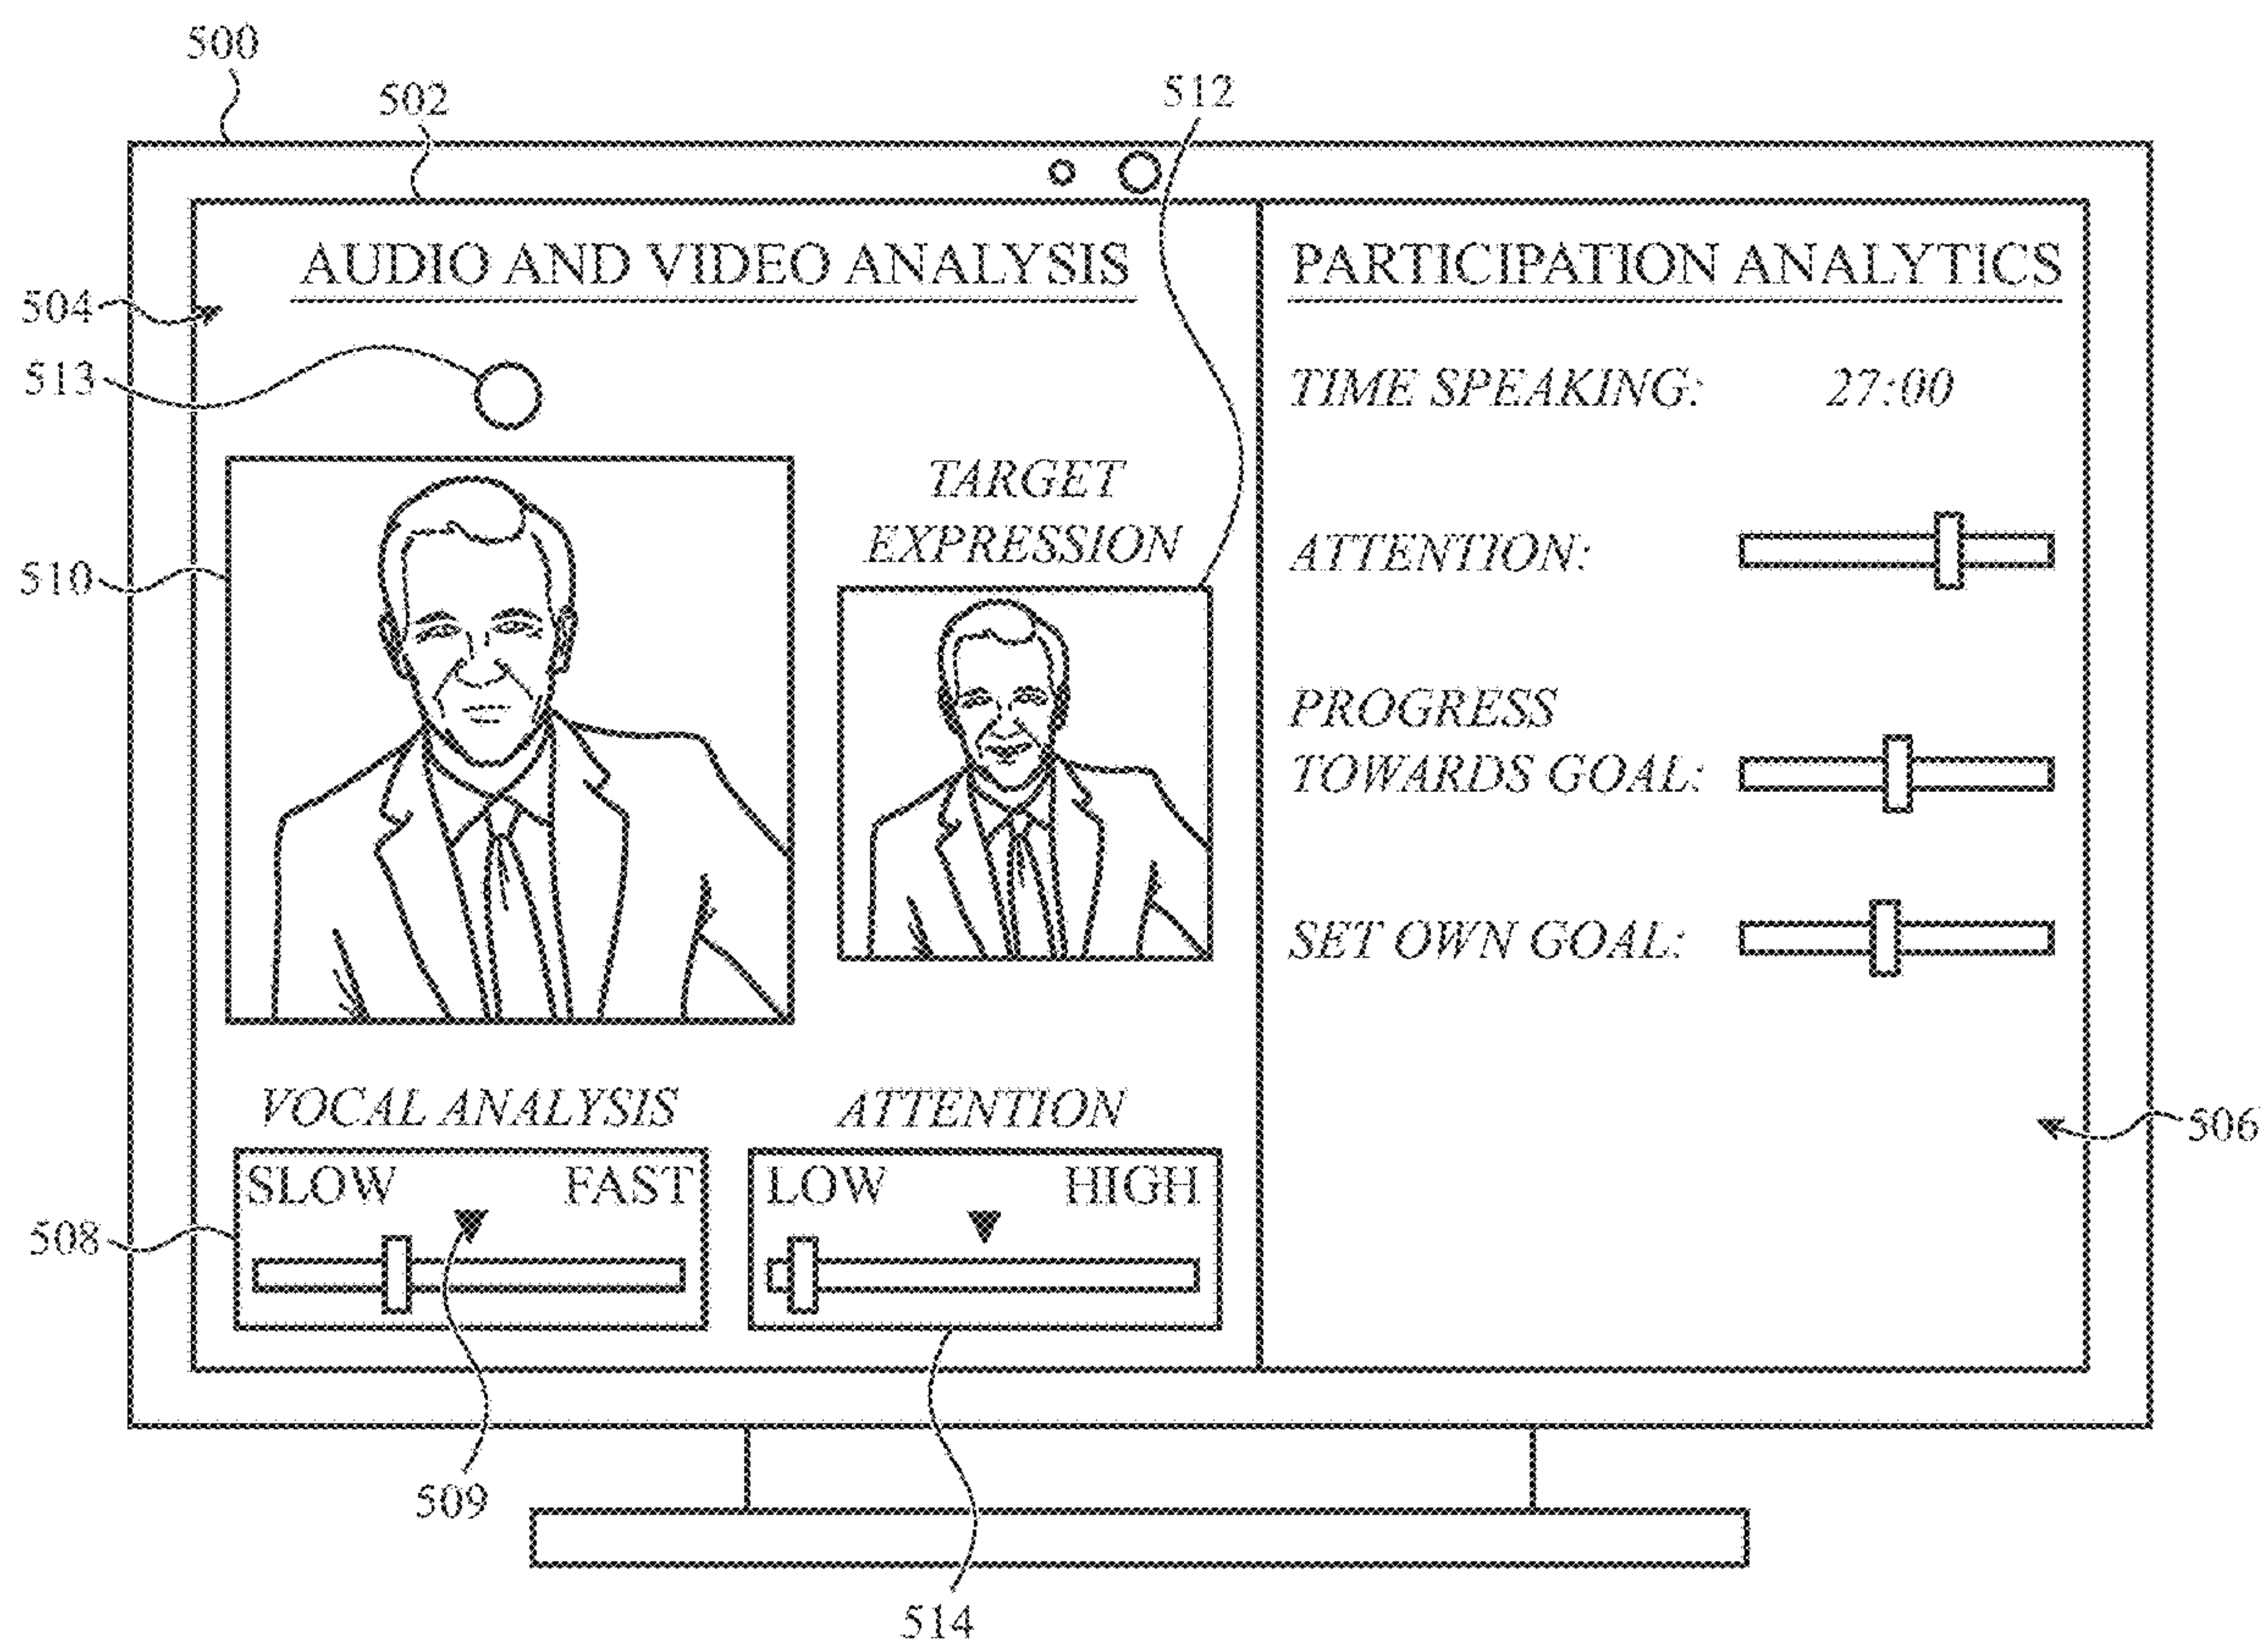 500
502
512
AUDIO AND VIDEO ANALYSIS
PARTICIPATION ANALYTICS
504
513
TIME SPEAKING: 27:00
TARGET
EXPRESSION
510
ATTENTION:
PROGRESS
TOWARDS GOAL:
SET OWN GOAL:
VOCAL ANALYSIS
ATTENTION
506
SLOW FAST
LOW HIGH
508
509
514